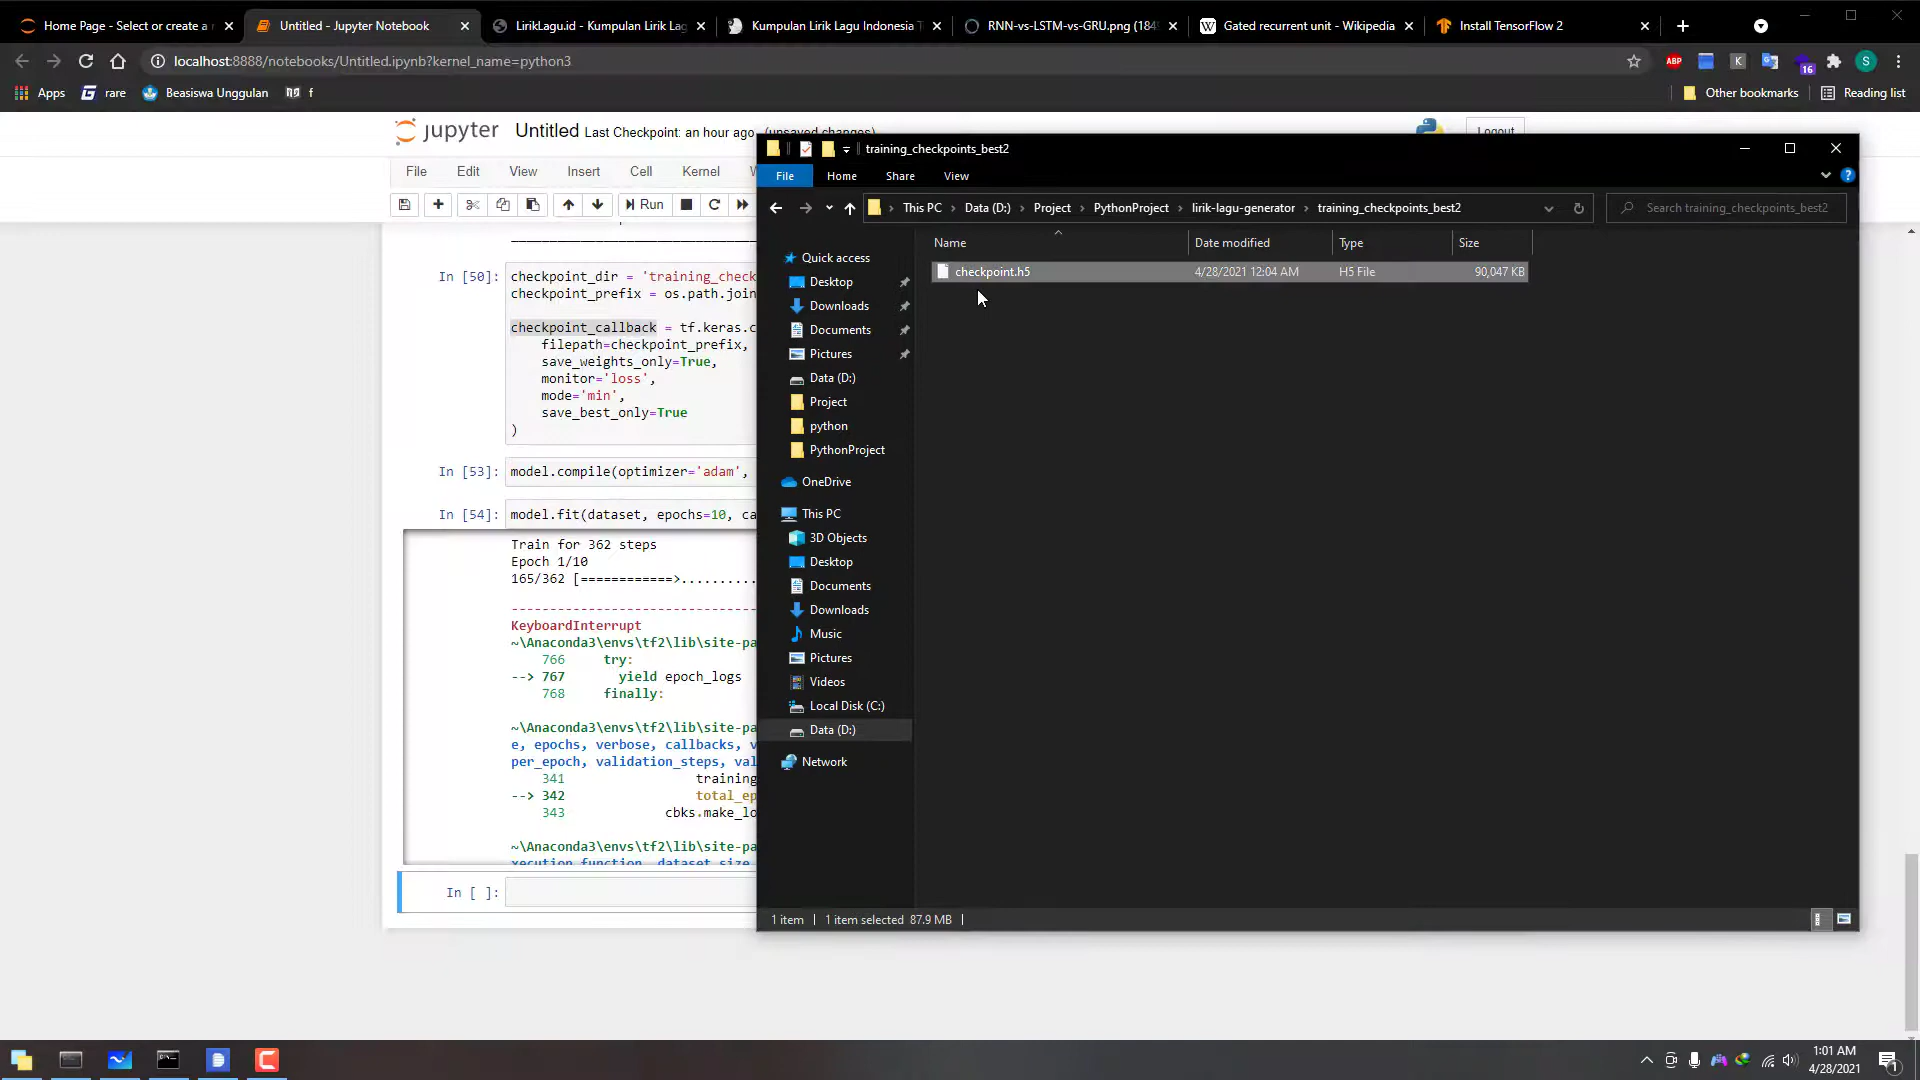 Home Page - Select or create a
Untitled - Jupyter Notebook
LirikLagu.id - Kumpulan Lirik Lag
Kumpulan Lirik Lagu Indonesia T
RNN-vs-LSTM-vs-GRU.png (184
Gated recurrent unit - Wikipedia
Install TensorFlow 2
localhost:8888/notebooks/Untitled.ipynb?kernel_name=python3
ABP
K
16
S
Apps
rare
Beasiswa Unggulan
f
Other bookmarks
Reading list
jupyter Untitled Last Checkpoint: an hour ago (unsaved changes)
Logout
File Edit View Insert Cell Kernel
Run
In [50]: checkpoint_dir = 'training_check
checkpoint_prefix = os.path.join
checkpoint_callback = tf.keras.c
filepath=checkpoint_prefix,
save_weights_only=True,
monitor='loss',
mode='min',
save_best_only=True
)
In [53]: model.compile(optimizer='adam',
In [54]: model.fit(dataset, epochs=10, ca
Train for 362 steps
Epoch 1/10
165/362 [============>..........
--------------------------------
KeyboardInterrupt
~\Anaconda3\envs\tf2\lib\site-pa
766 try:
--> 767 yield epoch_logs
768 finally:
~\Anaconda3\envs\tf2\lib\site-pa
e, epochs, verbose, callbacks, v
per_epoch, validation_steps, val
341 training
--> 342 total_ep
343 cbks.make_lo
~\Anaconda3\envs\tf2\lib\site-pa
xecution_function, dataset_size
In [ ]:
training_checkpoints_best2
File Home Share View
This PC > Data (D:) > Project > PythonProject > lirik-lagu-generator > training_checkpoints_best2
Search training_checkpoints_best2
Name Date modified Type Size
checkpoint.h5 4/28/2021 12:04 AM H5 File 90,047 KB
Quick access
Desktop
Downloads
Documents
Pictures
Data (D:)
Project
python
PythonProject
OneDrive
This PC
3D Objects
Desktop
Documents
Downloads
Music
Pictures
Videos
Local Disk (C:)
Data (D:)
Network
1 item 1 item selected 87.9 MB
1:01 AM
4/28/2021
1